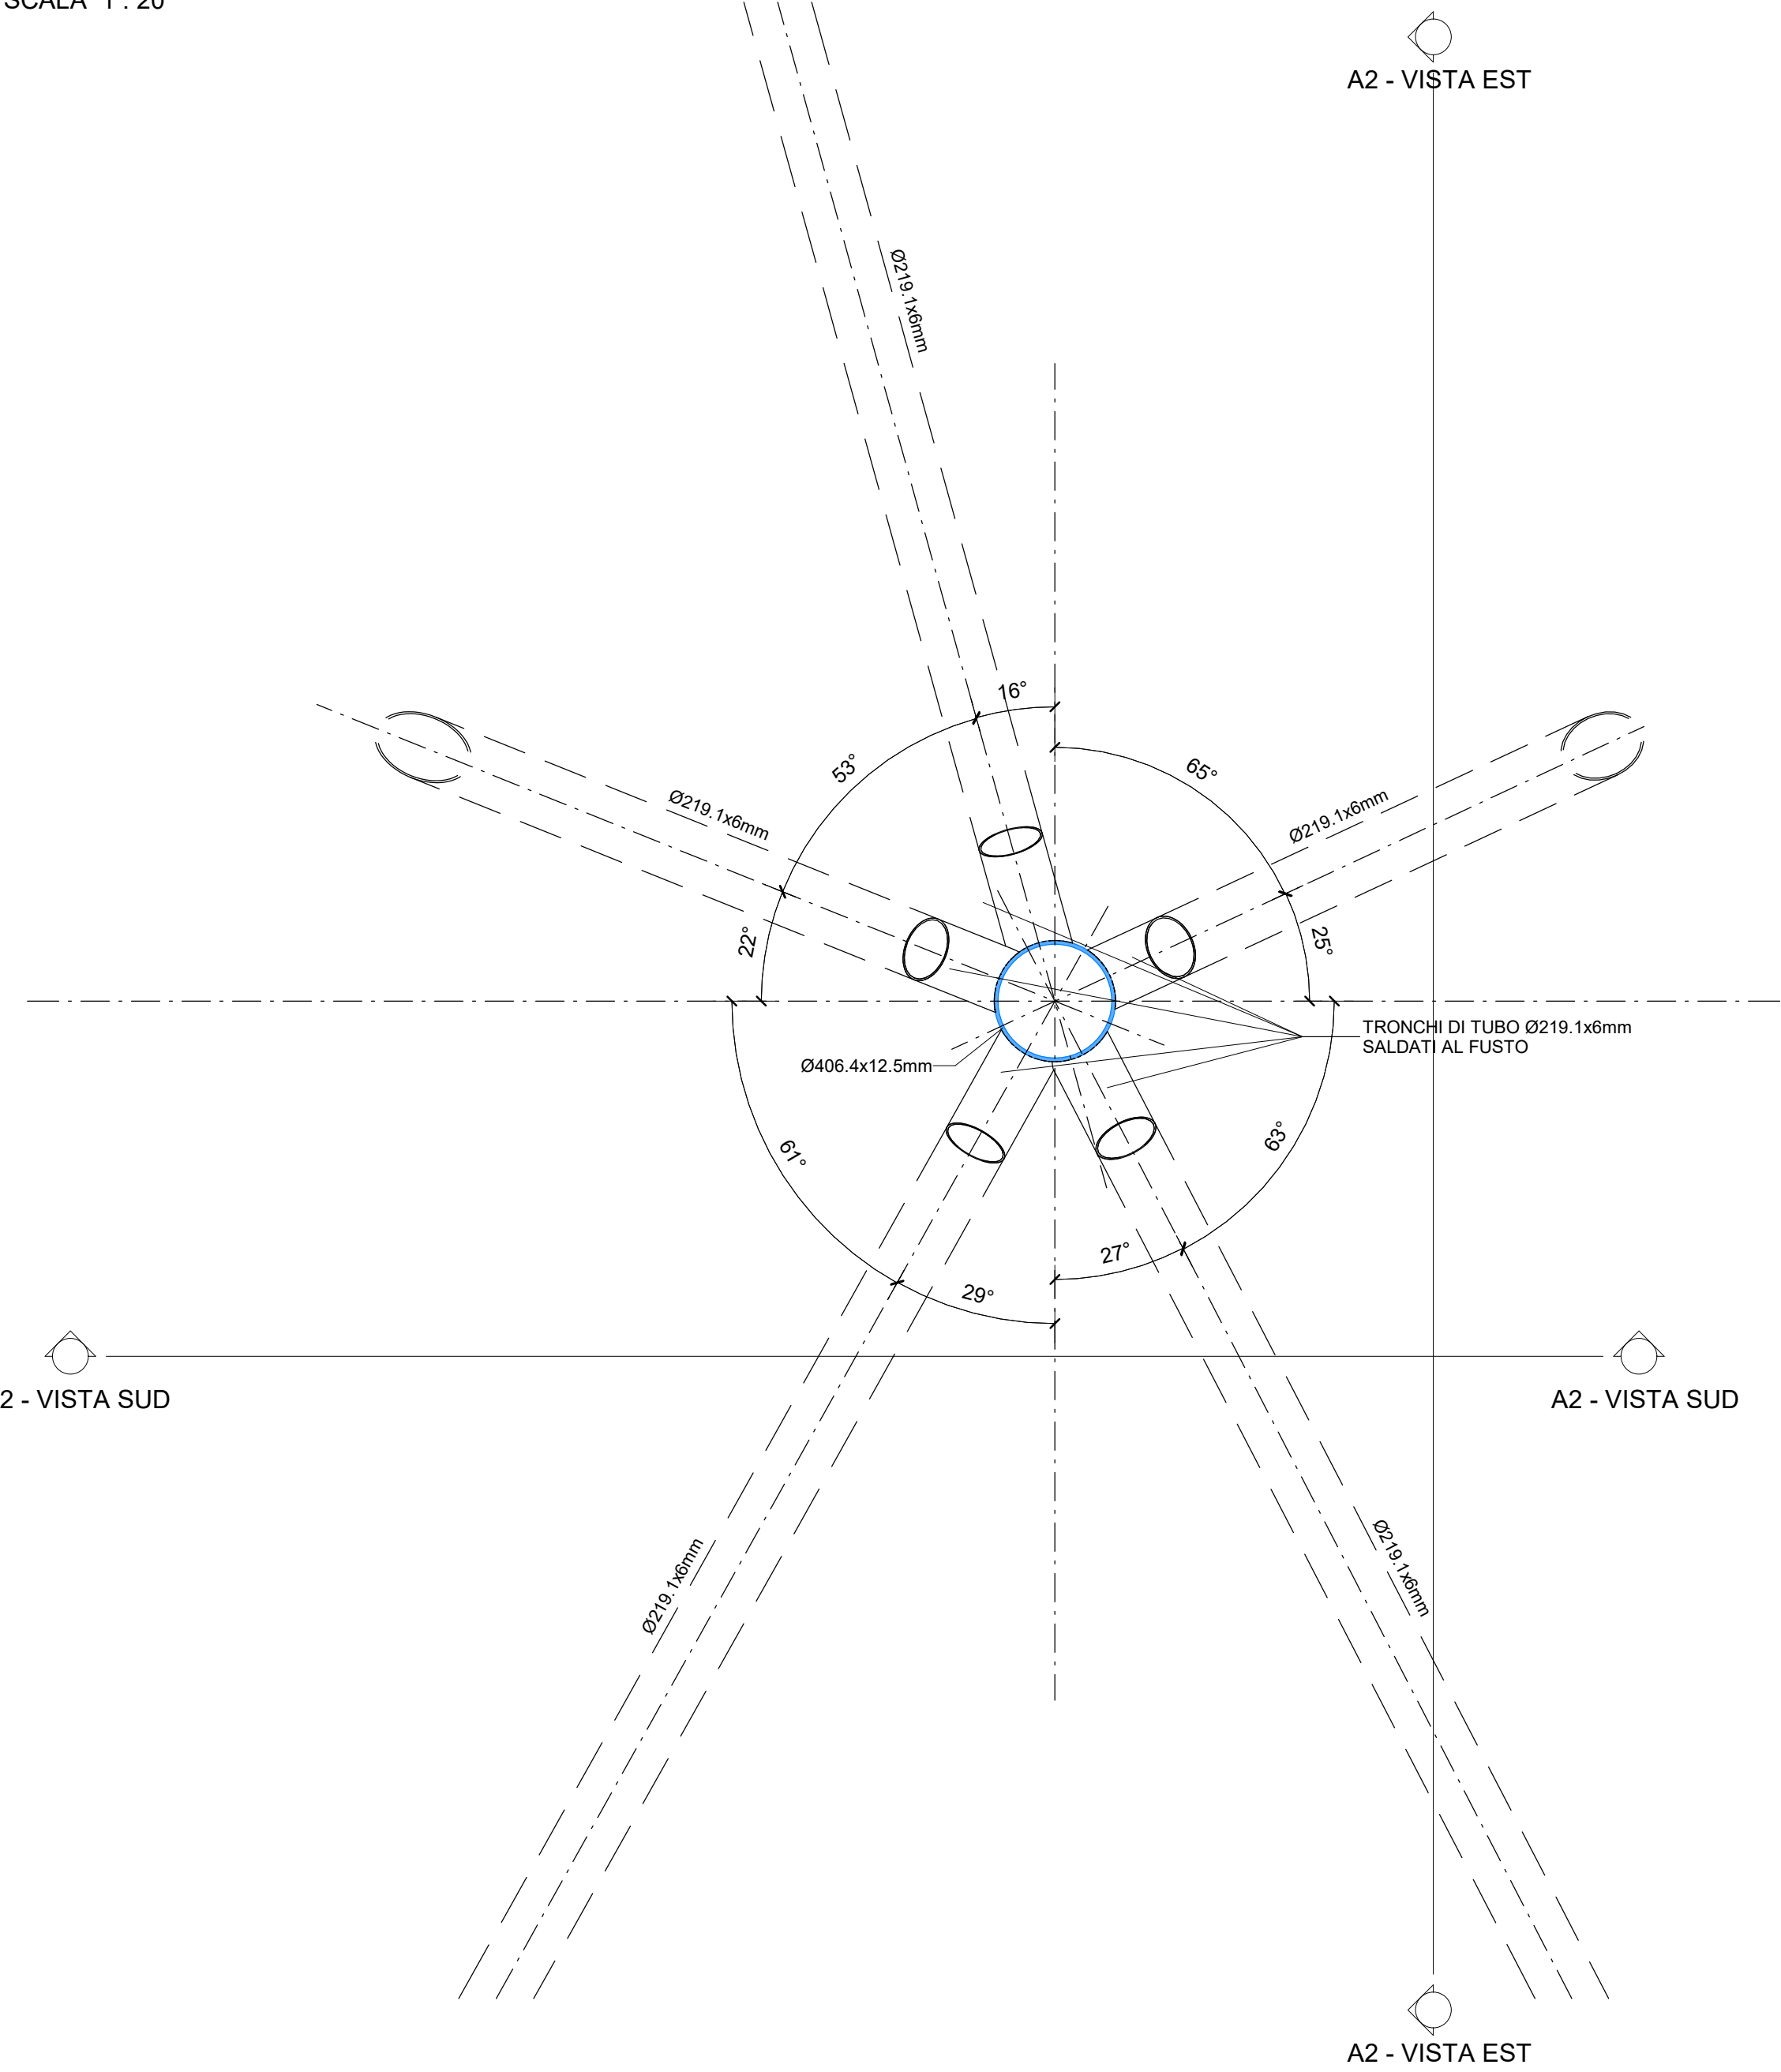 SCALA 1 : 20
A2 - VISTA EST
Ø219.1x6mm
16°
53°
65°
Ø219.1x6mm
Ø219.1x6mm
22°
25°
TRONCHI DI TUBO Ø219.1x6mm
SALDATI AL FUSTO
Ø406.4x12.5mm
61°
63°
27°
29°
2 - VISTA SUD
A2 - VISTA SUD
Ø219.1x6mm
Ø219.1x6mm
A2 - VISTA EST